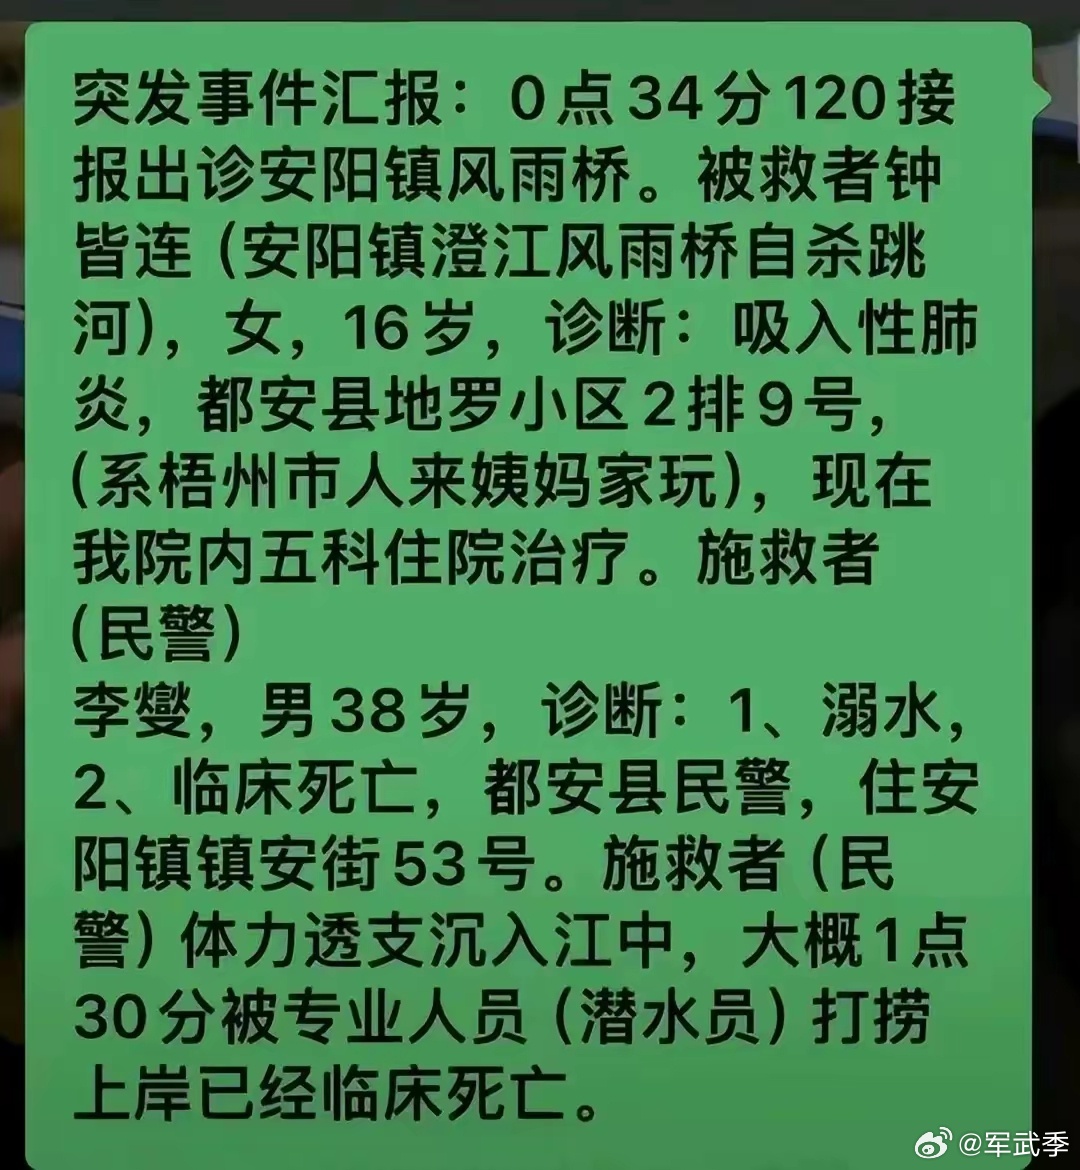 突发事件汇报：0点34分120接
报出诊安阳镇风雨桥。被救者钟
皆连（安阳镇澄江风雨桥自杀跳
河），女，16岁，诊断：吸入性肺
炎，都安县地罗小区2排9号，
（系梧州市人来姨妈家玩），现在
我院内五科住院治疗。施救者
（民警）
李燮，男38岁，诊断：1、溺水，
2、临床死亡，都安县民警，住安
阳镇镇安街53号。施救者（民
警）体力透支沉入江中，大概1点
30分被专业人员（潜水员）打捞
上岸已经临床死亡。
@军武季